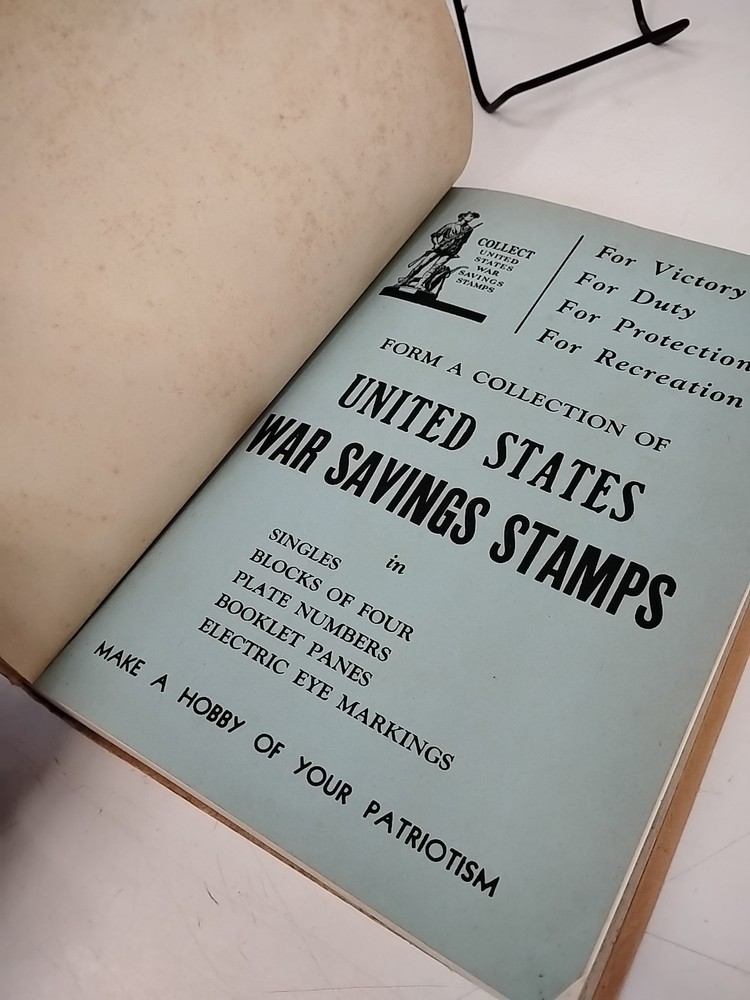 COLLECT
UNITED
STATES
WAR
SAVINGS
STAMPS
For Victory
For Duty
For Protection
For Recreation
FORM A COLLECTION OF
UNITED STATES
WAR SAVINGS STAMPS
in
SINGLES
BLOCKS OF FOUR
PLATE NUMBERS
BOOKLET PANES
ELECTRIC EYE MARKINGS
MAKE A HOBBY OF YOUR PATRIOTISM